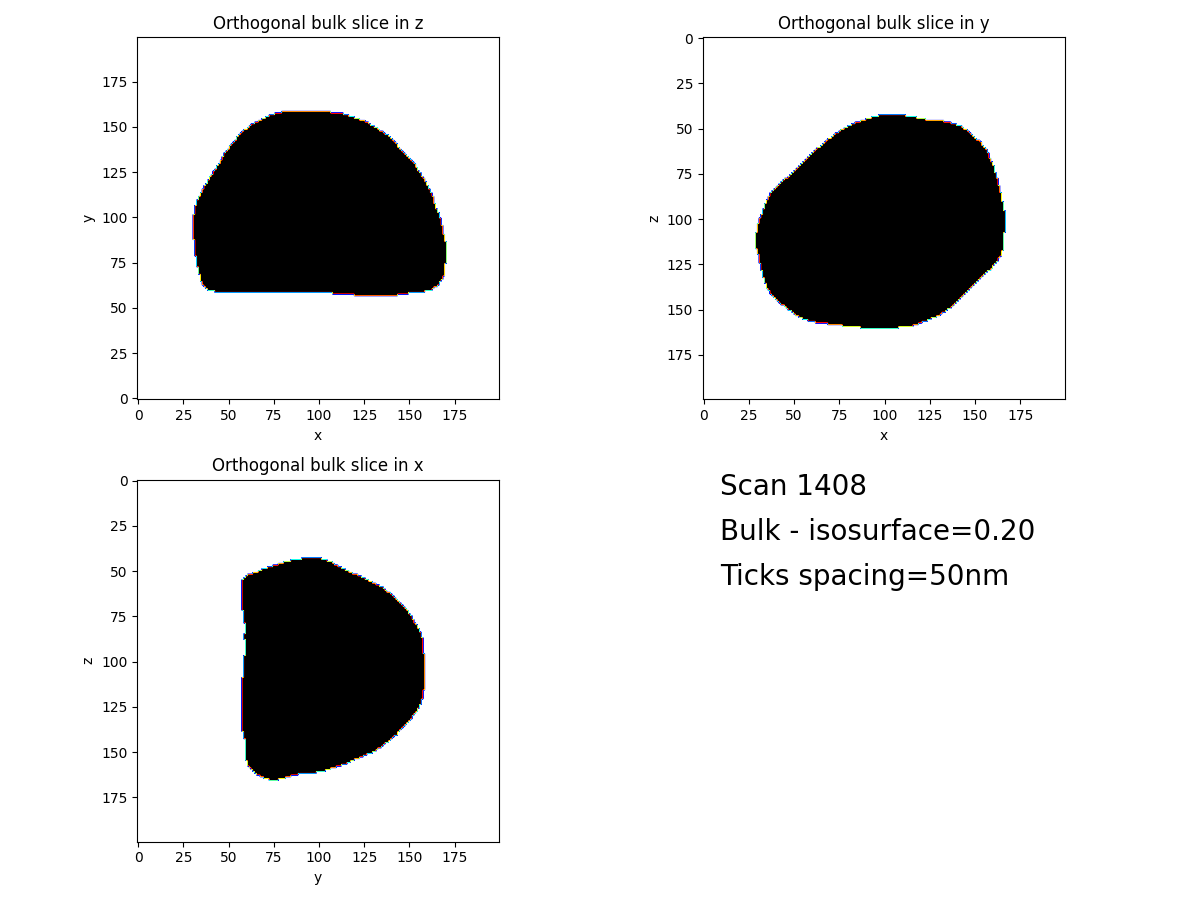 Orthogonal bulk slice in z
175
150
125
100
75
50
25
0
y
0 25 50 75 100 125 150 175
x
Orthogonal bulk slice in y
0
25
50
75
100
125
150
175
z
0 25 50 75 100 125 150 175
x
Orthogonal bulk slice in x
0
25
50
75
100
125
150
175
z
0 25 50 75 100 125 150 175
y
Scan 1408
Bulk - isosurface=0.20
Ticks spacing=50nm